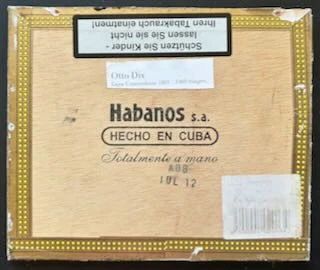 Schützen Sie Kinder -
lassen Sie sie nicht
Ihren Tabakrauch einatmen!
Otto Dix
Habanos s.a.
HECHO EN CUBA
Totalmente a mano
JUL 12